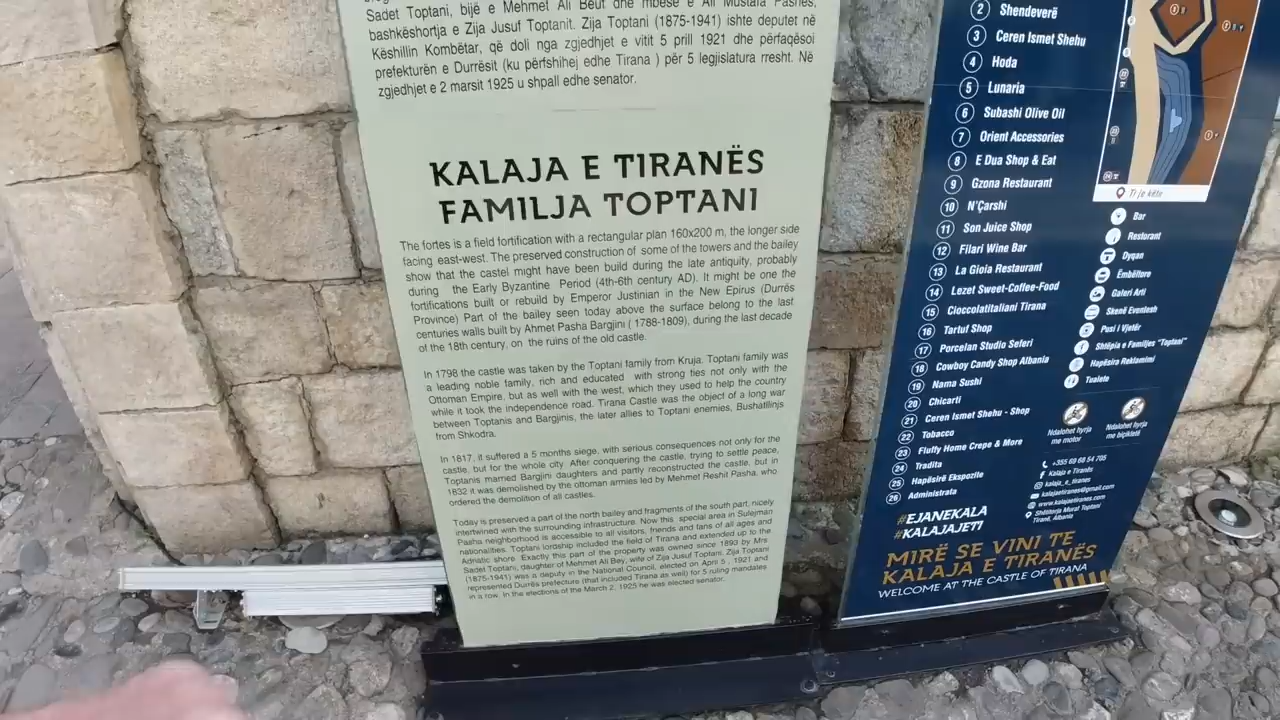 Sadet Toptani, bijë e Mehmet Ali Beut dhe mbesë e Ali Mustafa Pashës,
bashkëshortja e Zija Jusuf Toptanit. Zija Toptani (1875-1941) ishte deputet në
Këshillin Kombëtar, që doli nga zgjedhjet e vitit 5 prill 1921 dhe përfaqësoi
prefekturën e Durrësit (ku përfshihej edhe Tirana ) për 5 legjislatura rresht. Në
zgjedhjet e 2 marsit 1925 u shpall edhe senator.
KALAJA E TIRANËS
FAMILJA TOPTANI
The fortes is a field fortification with a rectangular plan 160x200 m, the longer side
facing east-west. The preserved construction of some of the towers and the bailey
show that the castel might have been build during the late antiquity, probably
during the Early Byzantine Period (4th-6th century AD). It might be one the
fortifications built or rebuild by Emperor Justinian in the New Epirus (Durrës
Province) Part of the bailey seen today above the surface belong to the last
centuries walls built by Ahmet Pasha Bargjini ( 1788-1809), during the last decade
of the 18th century, on the ruins of the old castle.
In 1798 the castle was taken by the Toptani family from Kruja. Toptani family was
a leading noble family, rich and educated with strong ties not only with the
Ottoman Empire, but as well with the west, which they used to help the country
while it took the independence road. Tirana Castle was the object of a long war
between Toptanis and Bargjinis, the later allies to Toptani enemies, Bushatllinjs
from Shkodra.
In 1817, it suffered a 5 months siege, with serious consequences not only for the
castle, but for the whole city. After conquering the castle, trying to settle peace,
Toptanis married Bargjini daughters and partly reconstructed the castle, but in
1832 it was demolished by the ottoman armies led by Mehmet Reshit Pasha, who
ordered the demolition of all castles.
Today is preserved a part of the north bailey and fragments of the south part, nicely
intertwined with the surrounding infrastructure. Now this special area in Sulejman
Pasha neighborhood is accessible to all visitors, friends and fans of all ages and
nationalities. Toptani lordship included the field of Tirana and extended up to the
Adriatic shore. Exactly this part of the property was owned since 1893 by Mrs
Sadet Toptani, daughter of Mehmet Ali Bey, wife of Zija Jusuf Toptani. Zija Toptani
(1875-1941) was a deputy in the National Council, elected on April 5 , 1921 and
represented Durrës prefecture (that included Tirana as well) for 5 ruling mandates
in a row. In the elections of the March 2, 1925 he was elected senator.
2 Shendeverë
3 Ceren Ismet Shehu
4 Hoda
5 Lunaria
6 Subashi Olive Oil
7 Orient Accessories
8 E Dua Shop & Eat
9 Gzona Restaurant
10 N'Çarshi
11 Son Juice Shop
12 Filari Wine Bar
13 La Gioia Restaurant
14 Lezet Sweet-Coffee-Food
15 Cioccolatitaliani Tirana
16 Tartuf Shop
17 Porcelan Studio Seferi
18 Cowboy Candy Shop Albania
19 Nama Sushi
20 Chicarti
21 Ceren Ismet Shehu - Shop
22 Tobacco
23 Fluffy Home Crepe & More
24 Tradita
25 Hapësirë Ekspozite
26 Administrata
Ti je këtu
Bar
Restorant
Dyqan
Ëmbëltore
Galeri Arti
Skenë Eventesh
Pusi i Vjetër
Shtëpia e Familjes "Toptani"
Hapësira Reklamimi
Tualete
Ndalohet hyrja
me motor
Ndalohet hyrja
me biçikletë
+355 69 68 54 705
Kalaja e Tiranës
kalaja_e_tiranes
kalajaetiranes@gmail.com
www.kalajaetiranes.com
Shëtitorja Murat Toptani
Tiranë, Albania
#EJANEKALA
#KALAJAJETI
MIRË SE VINI TE
KALAJA E TIRANËS
WELCOME AT THE CASTLE OF TIRANA